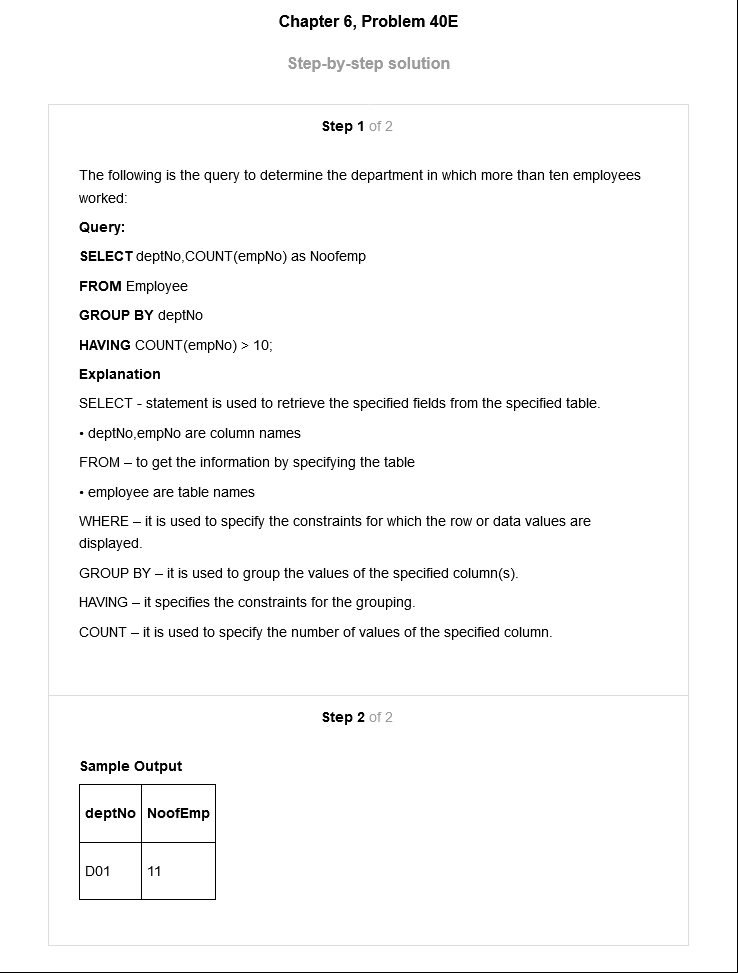 Chapter 6, Problem 40E
Step-by-step solution
Step 1 of 2
The following is the query to determine the department in which more than ten employees
worked:
Query:
SELECT deptNo,COUNT(empNo) as Noofemp
FROM Employee
GROUP BY deptNo
HAVING COUNT(empNo) > 10;
Explanation
SELECT - statement is used to retrieve the specified fields from the specified table.
• deptNo,empNo are column names
FROM – to get the information by specifying the table
• employee are table names
WHERE – it is used to specify the constraints for which the row or data values are
displayed.
GROUP BY – it is used to group the values of the specified column(s).
HAVING – it specifies the constraints for the grouping.
COUNT – it is used to specify the number of values of the specified column.
Step 2 of 2
Sample Output
deptNo NoofEmp
D01 11